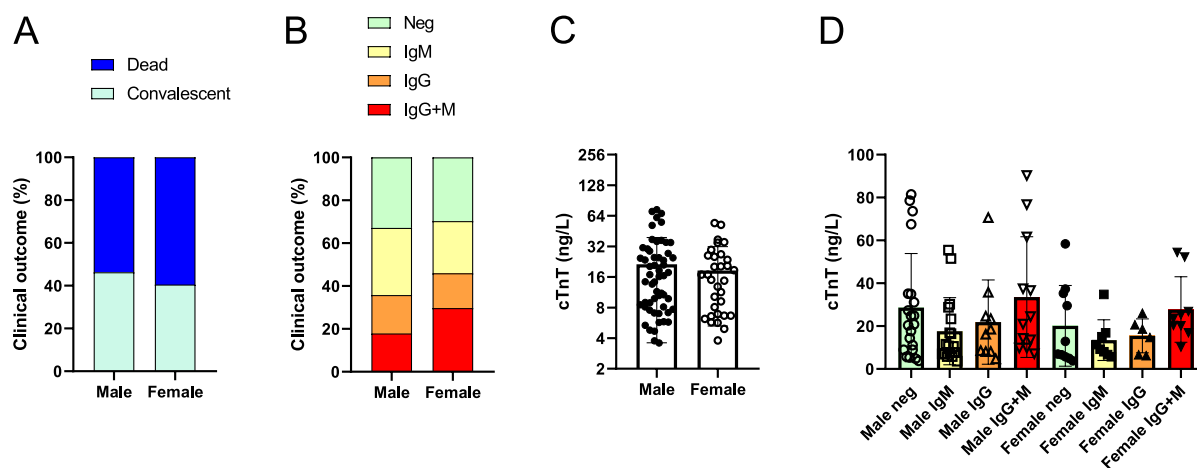 A
Dead
Convalescent
Clinical outcome (%)
100
80
60
40
20
0
Male
Female
B
Neg
IgM
IgG
IgG+M
Clinical outcome (%)
100
80
60
40
20
0
Male
Female
C
cTnT (ng/L)
256
128
64
32
16
8
4
2
Male
Female
D
cTnT (ng/L)
100
80
60
40
20
0
Male neg
Male IgM
Male IgG
Male IgG+M
Female neg
Female IgM
Female IgG
Female IgG+M